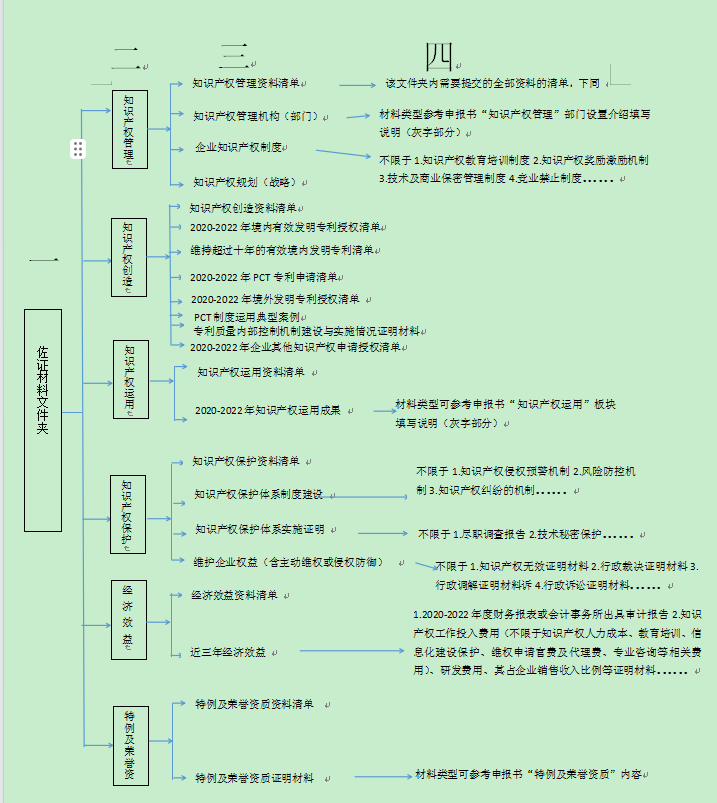 二
三
四
一
佐证材料文件夹
知识产权管理
知识产权管理资料清单
该文件夹内需要提交的全部资料的清单，下同
知识产权管理机构（部门）
材料类型参考申报书“知识产权管理”部门设置介绍填写
说明（灰字部分）
企业知识产权制度
不限于 1.知识产权教育培训制度 2.知识产权奖励激励机制
3.技术及商业保密管理制度 4.竞业禁止制度......
知识产权规划（战略）
知识产权创造
知识产权创造资料清单
2020-2022 年境内有效发明专利授权清单
维持超过十年的有效境内发明专利清单
2020-2022 年 PCT 专利申请清单
2020-2022 年境外发明专利授权清单
PCT 制度运用典型案例
专利质量内部控制机制建设与实施情况证明材料
2020-2022 年企业其他知识产权申请授权清单
知识产权运用
知识产权运用资料清单
2020-2022 年知识产权运用成果
材料类型可参考申报书“知识产权运用”板块
填写说明（灰字部分）
知识产权保护
知识产权保护资料清单
知识产权保护体系制度建设
不限于 1.知识产权侵权预警机制 2.风险防控机
制 3.知识产权纠纷的机制......
知识产权保护体系实施证明
不限于 1.尽职调查报告 2.技术秘密保护......
维护企业权益（含主动维权或侵权防御）
不限于 1.知识产权无效证明材料 2.行政裁决证明材料 3.
行政调解证明材料诉 4.行政诉讼证明材料......
经济效益
经济效益资料清单
近三年经济效益
1.2020-2022 年度财务报表或会计事务所出具审计报告 2.知识
产权工作投入费用（不限于知识产权人力成本、教育培训、信
息化建设保护、维权申请官费及代理费、专业咨询等相关费
用）、研发费用、其占企业销售收入比例等证明材料......
特例及荣誉资
特例及荣誉资质资料清单
特例及荣誉资质证明材料
材料类型可参考申报书“特例及荣誉资质”内容